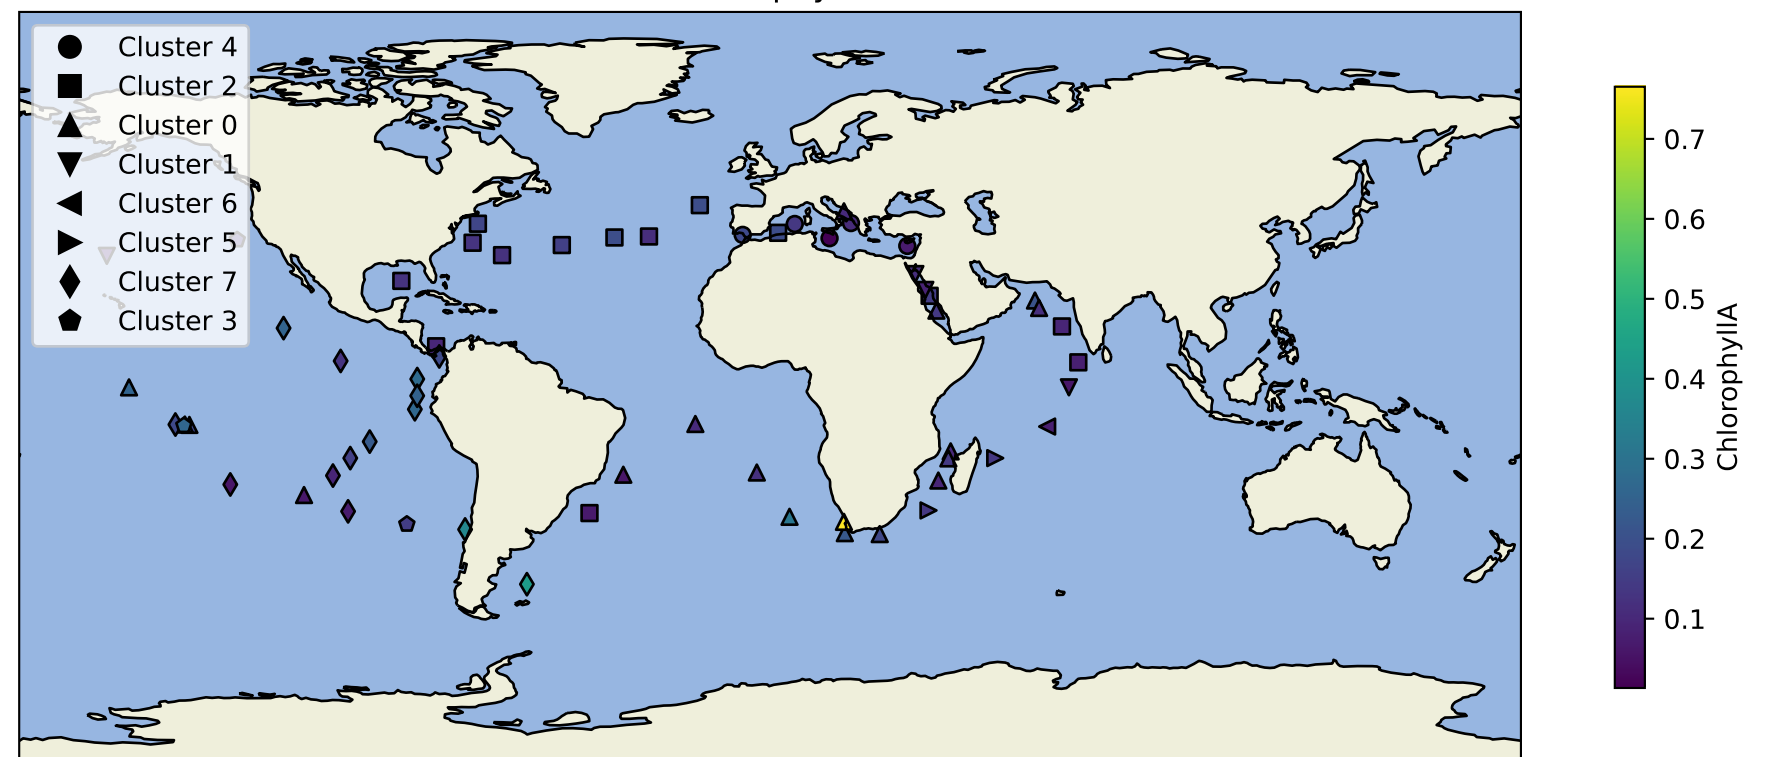 Cluster 4
Cluster 2
Cluster 0
Cluster 1
Cluster 6
Cluster 5
Cluster 7
Cluster 3
0.7
0.6
0.5
0.4
0.3
0.2
0.1
ChlorophyllA